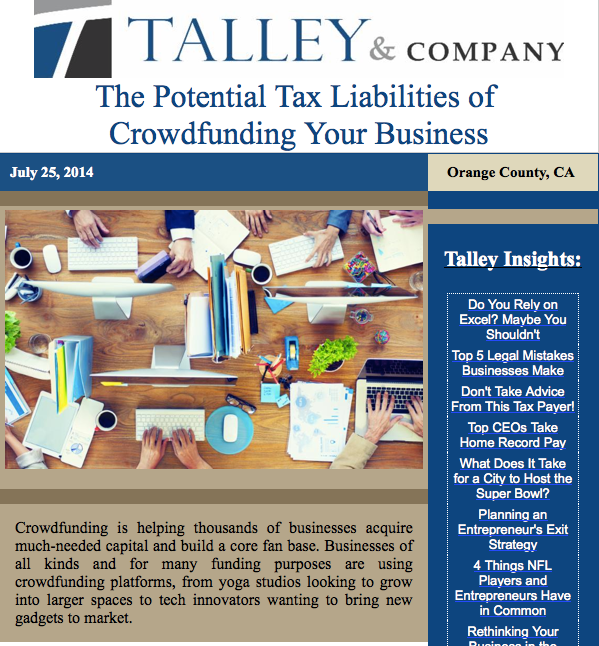 TALLEY & COMPANY
The Potential Tax Liabilities of
Crowdfunding Your Business
July 25, 2014
Orange County, CA
Crowdfunding is helping thousands of businesses acquire
much-needed capital and build a core fan base. Businesses of
all kinds and for many funding purposes are using
crowdfunding platforms, from yoga studios looking to grow
into larger spaces to tech innovators wanting to bring new
gadgets to market.
Talley Insights:
Do You Rely on
Excel? Maybe You
Shouldn't
Top 5 Legal Mistakes
Businesses Make
Don't Take Advice
From This Tax Payer!
Top CEOs Take
Home Record Pay
What Does It Take
for a City to Host the
Super Bowl?
Planning an
Entrepreneur's Exit
Strategy
4 Things NFL
Players and
Entrepreneurs Have
in Common
Rethinking Your
Business in the